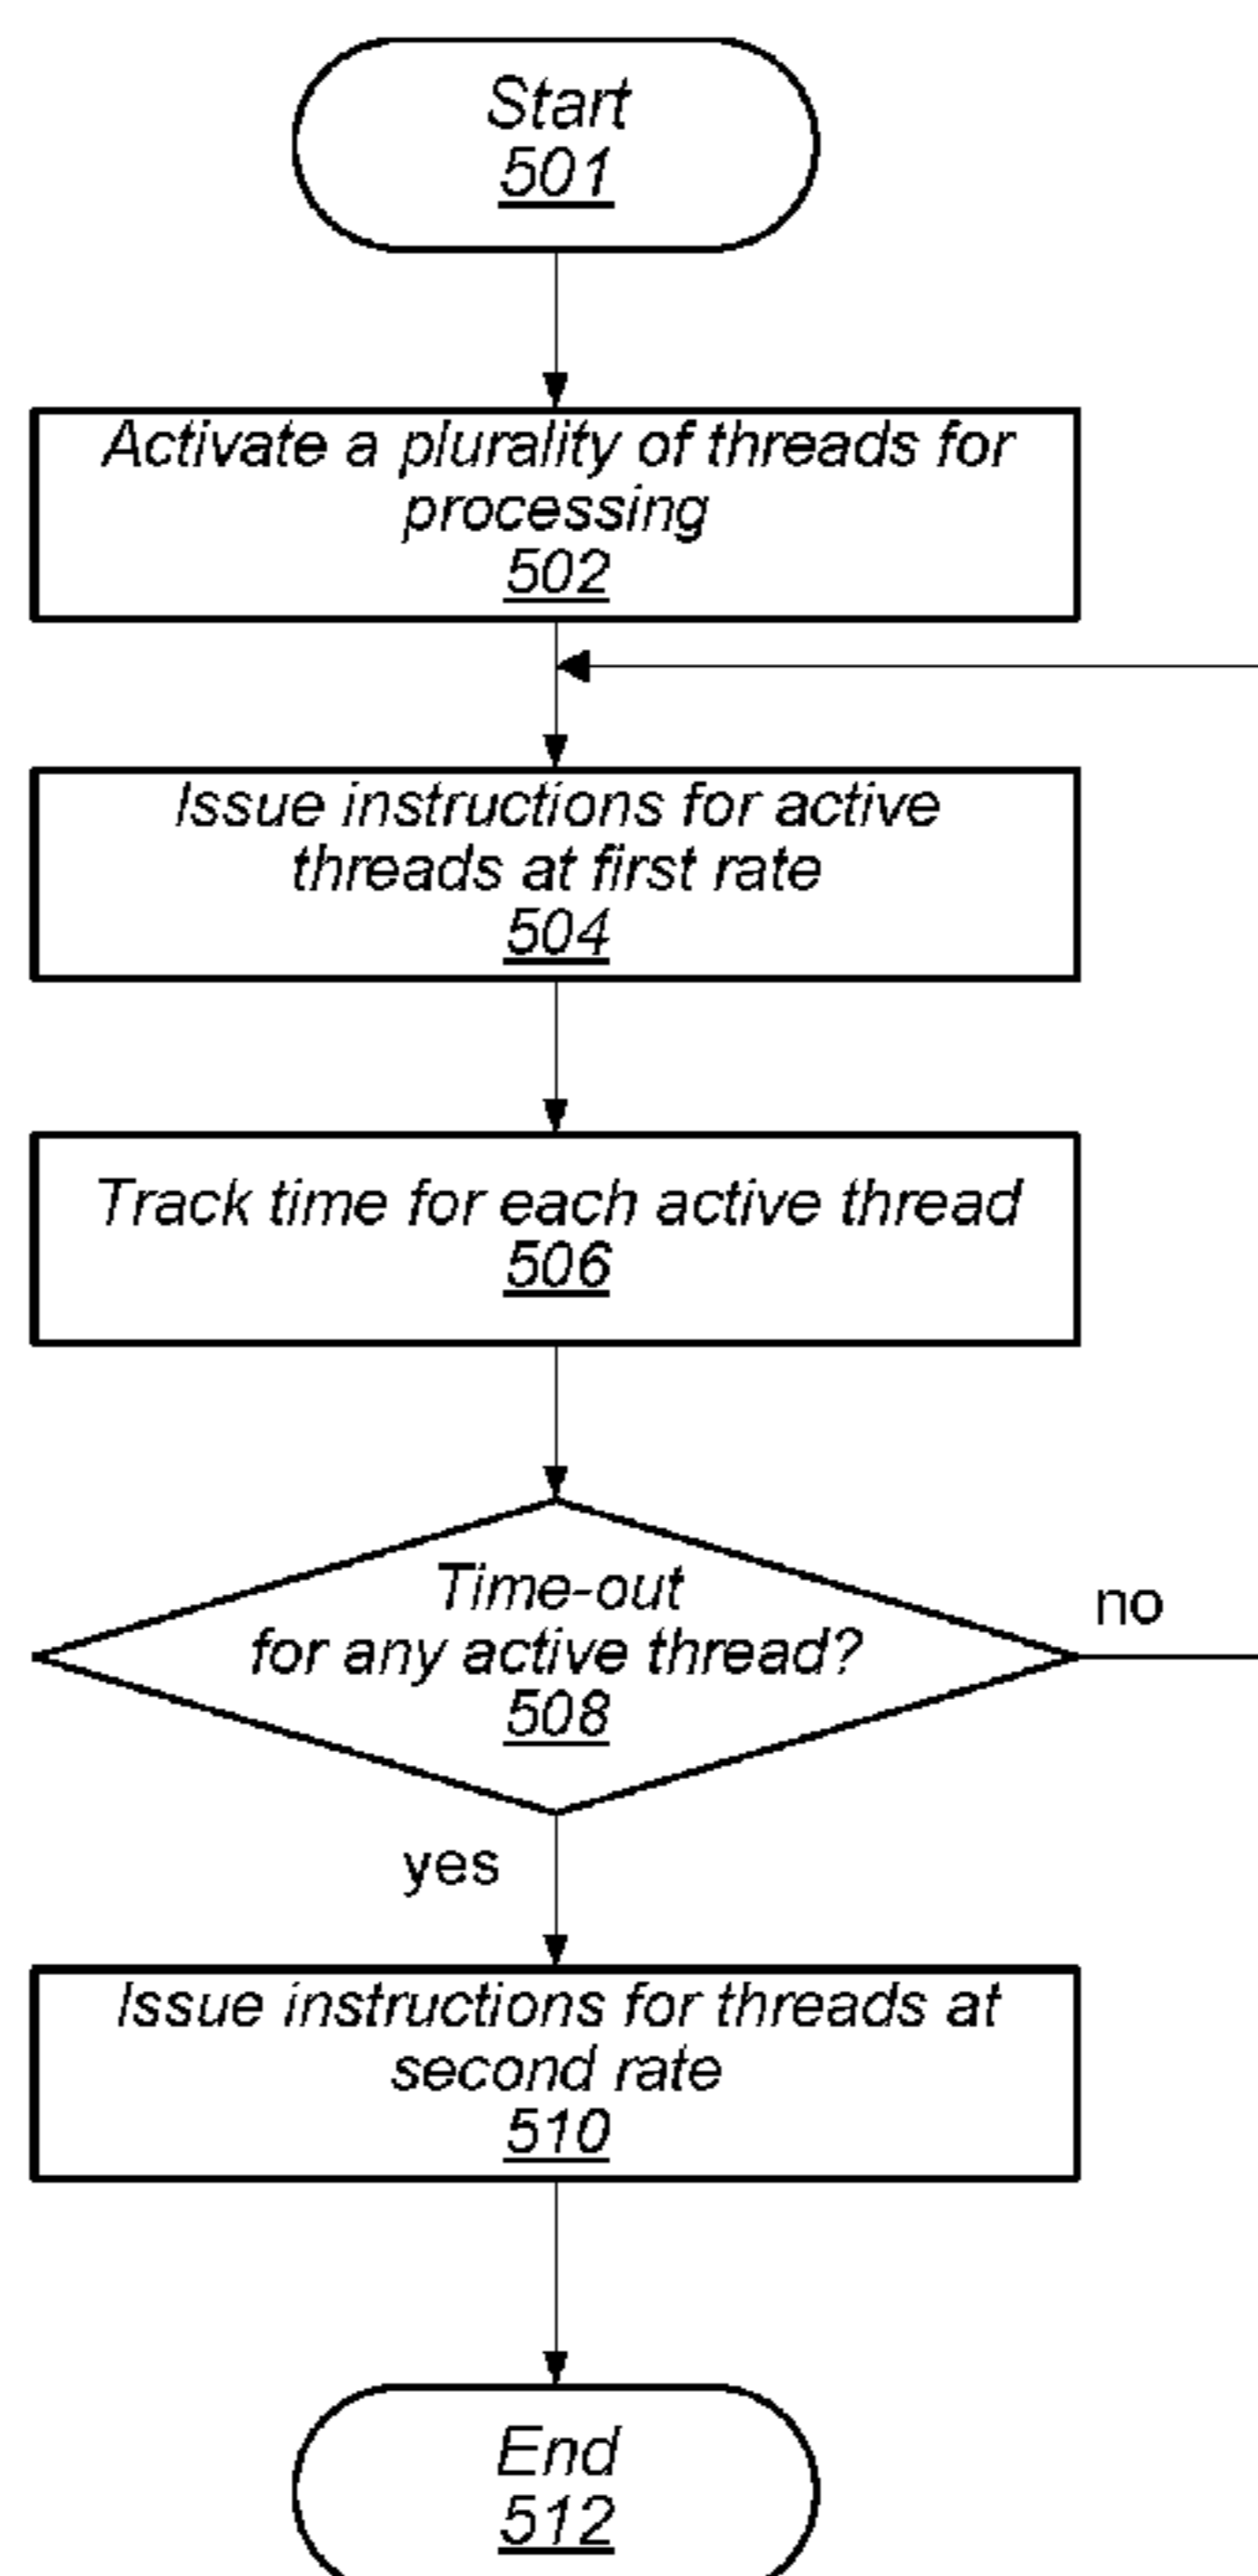 Start
501
Activate a plurality of threads for
processing
502
Issue instructions for active
threads at first rate
504
Track time for each active thread
506
Time-out
for any active thread?
508
no
yes
Issue instructions for threads at
second rate
510
End
512